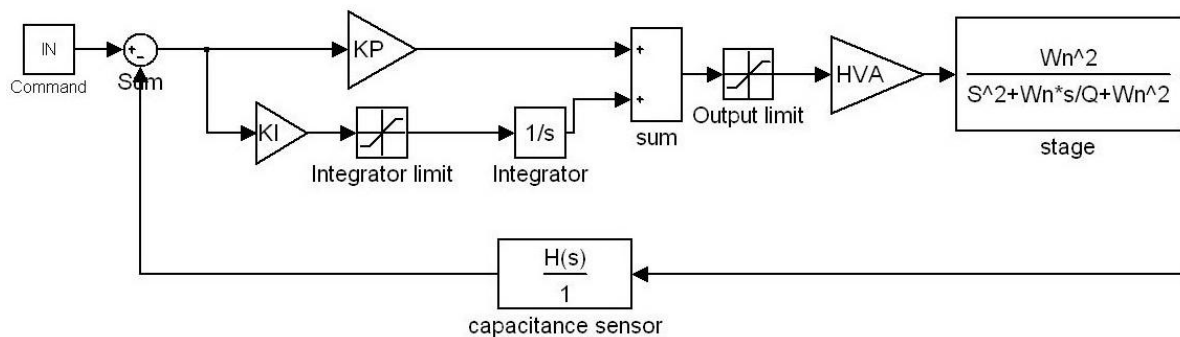 IN
Command
+
-
Sum
KP
KI
Integrator limit
1/s
Integrator
+
+
sum
Output limit
HVA
Wn^2
S^2+Wn*s/Q+Wn^2
stage
H(s)
1
capacitance sensor